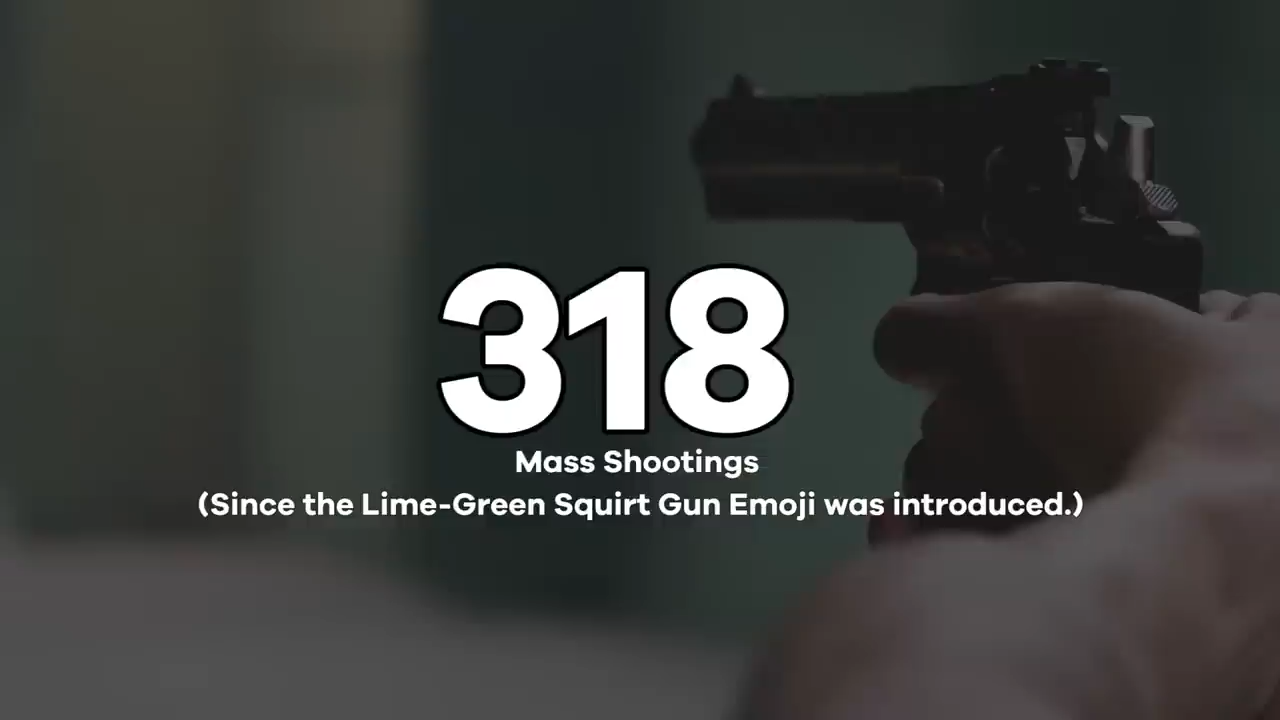 318
Mass Shootings
(Since the Lime-Green Squirt Gun Emoji was introduced.)